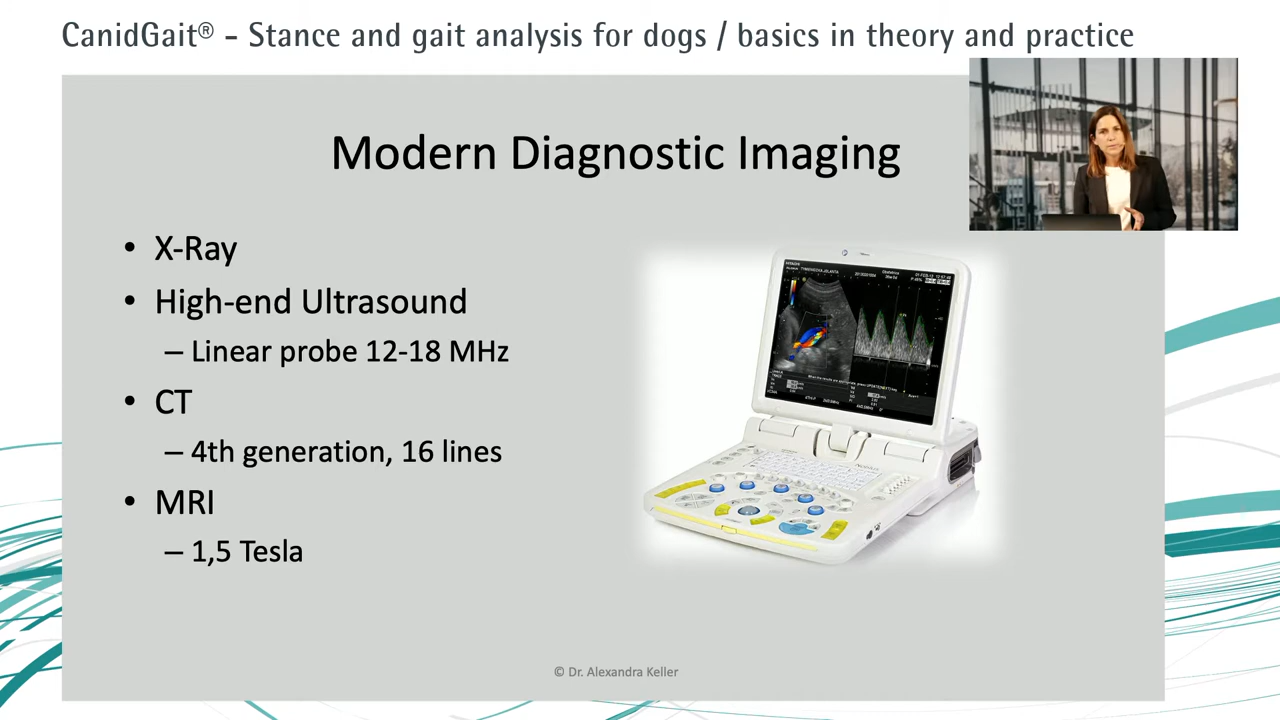 CanidGait® - Stance and gait analysis for dogs / basics in theory and practice
Modern Diagnostic Imaging
• X-Ray
• High-end Ultrasound
– Linear probe 12-18 MHz
• CT
– 4th generation, 16 lines
• MRI
– 1,5 Tesla
© Dr. Alexandra Keller